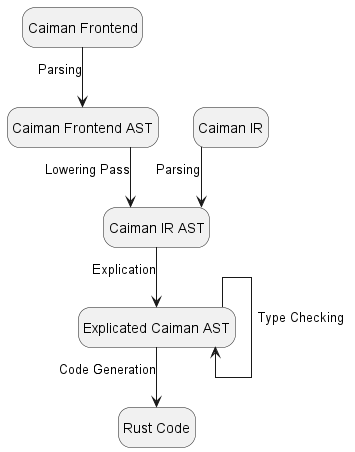 Caiman Frontend
Parsing
Caiman Frontend AST
Caiman IR
Lowering Pass
Parsing
Caiman IR AST
Explication
Explicated Caiman AST
Type Checking
Code Generation
Rust Code